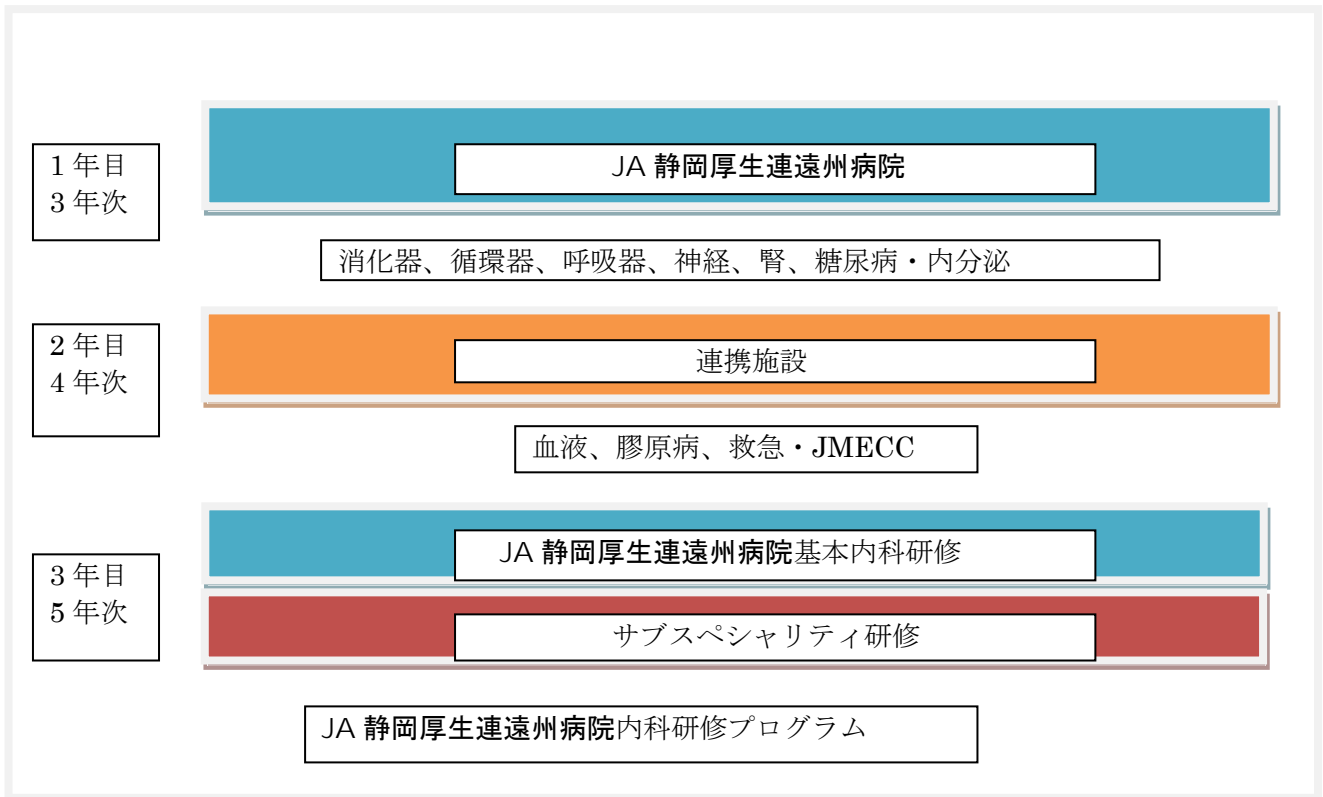 1 年目
3 年次
JA 静岡厚生連遠州病院
消化器、循環器、呼吸器、神経、腎、糖尿病・内分泌
2 年目
4 年次
連携施設
血液、膠原病、救急・JMECC
3 年目
5 年次
JA 静岡厚生連遠州病院基本内科研修
サブスペシャリティ研修
JA 静岡厚生連遠州病院内科研修プログラム